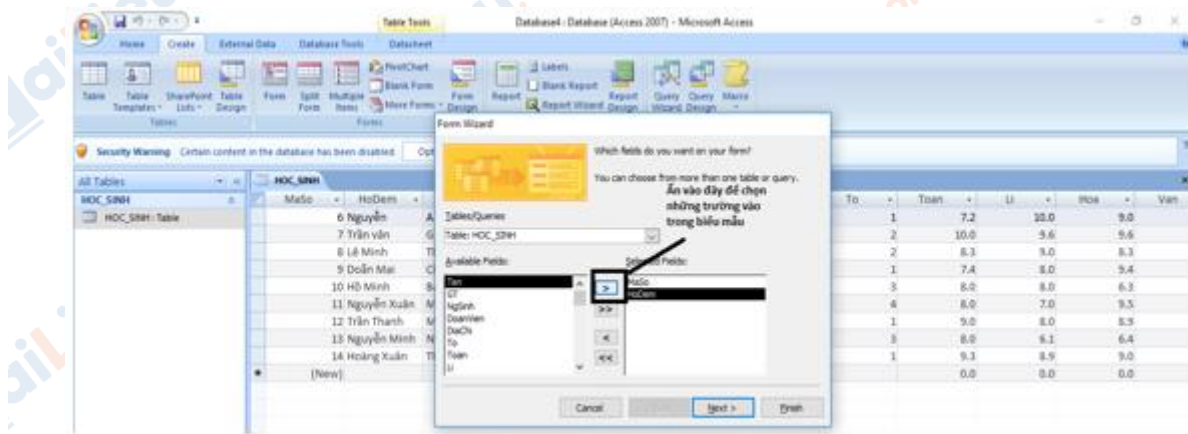 Table Tools Database4 : Database (Access 2007) - Microsoft Access
Home Create External Data Database Tools Datasheet
Table Table Templates SharePoint Lists Table Design Form Split Form Multiple Items PivotChart Blank Form More Forms Form Design Report Labels Blank Report Report Wizard Report Design Query Wizard Query Design Macro
Tables Forms
Security Warning Certain content in the database has been disabled
All Tables
HOC_SINH
HOC_SINH : Table
HOC_SINH
MaSo HoDem To Toan Li Hoa Van
6 Nguyễn A 1 7.2 10.0 9.0
7 Trần văn G 2 10.0 9.6 9.6
8 Lê Minh T 2 8.3 9.0 8.3
9 Doãn Mai C 1 7.4 8.0 9.4
10 Hồ Minh 3 8.0 8.0 6.3
11 Nguyễn Xuân M 4 8.0 7.0 9.5
12 Trần Thanh M 1 9.0 8.0
13 Nguyễn Minh N 3 8.0 6.1 6.4
14 Hoàng Xuân T 1 9.3 8.9 9.0
(New) 0.0 0.0 0.0
Form Wizard
Which fields do you want on your form?
You can choose from more than one table or query.
Ấn vào đây để chọn
những trường vào
trong biểu mẫu
Tables/Queries
Table: HOC_SINH
Available Fields: Selected Fields:
Ten
GT
NgSinh
DoanVien
DiaChi
To
Toan
Li
MaSo
HoDem
>
>>
<
<<
Cancel Next > Finish